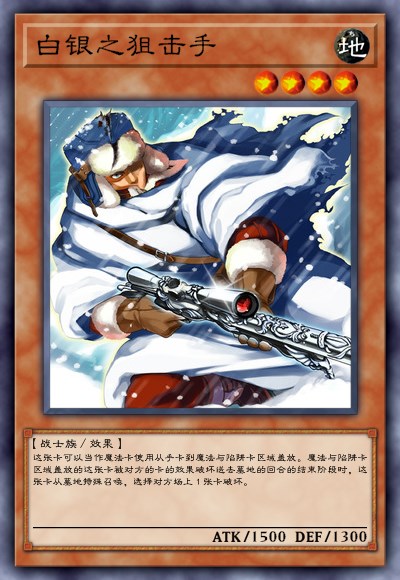 白银之狙击手
地
【战士族/效果】
这张卡可以当作魔法卡使用从手卡到魔法与陷阱卡区域盖放。魔法与陷阱卡
区域盖放的这张卡被对方的卡的效果破坏送去墓地的回合的结束阶段时，这
张卡从墓地特殊召唤，选择对方场上1张卡破坏。
ATK/1500 DEF/1300